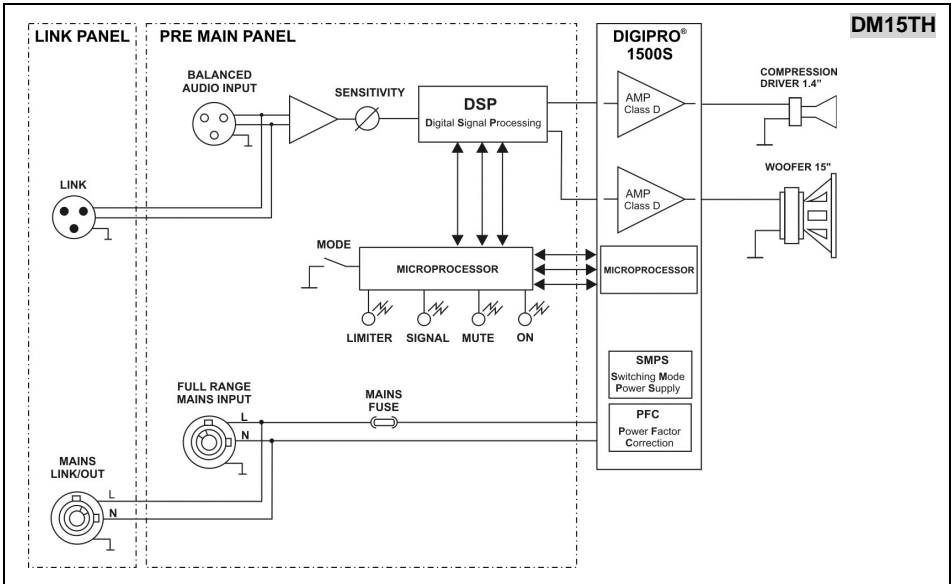 DM15TH
LINK PANEL
PRE MAIN PANEL
DIGIPRO®
1500S
BALANCED
AUDIO INPUT
SENSITIVITY
DSP
Digital Signal Processing
AMP
Class D
COMPRESSION
DRIVER 1.4"
LINK
AMP
Class D
WOOFER 15"
MODE
MICROPROCESSOR
MICROPROCESSOR
LIMITER
SIGNAL
MUTE
ON
SMPS
Switching Mode
Power Supply
FULL RANGE
MAINS INPUT
L
N
MAINS
FUSE
PFC
Power Factor
Correction
MAINS
LINK/OUT
L
N